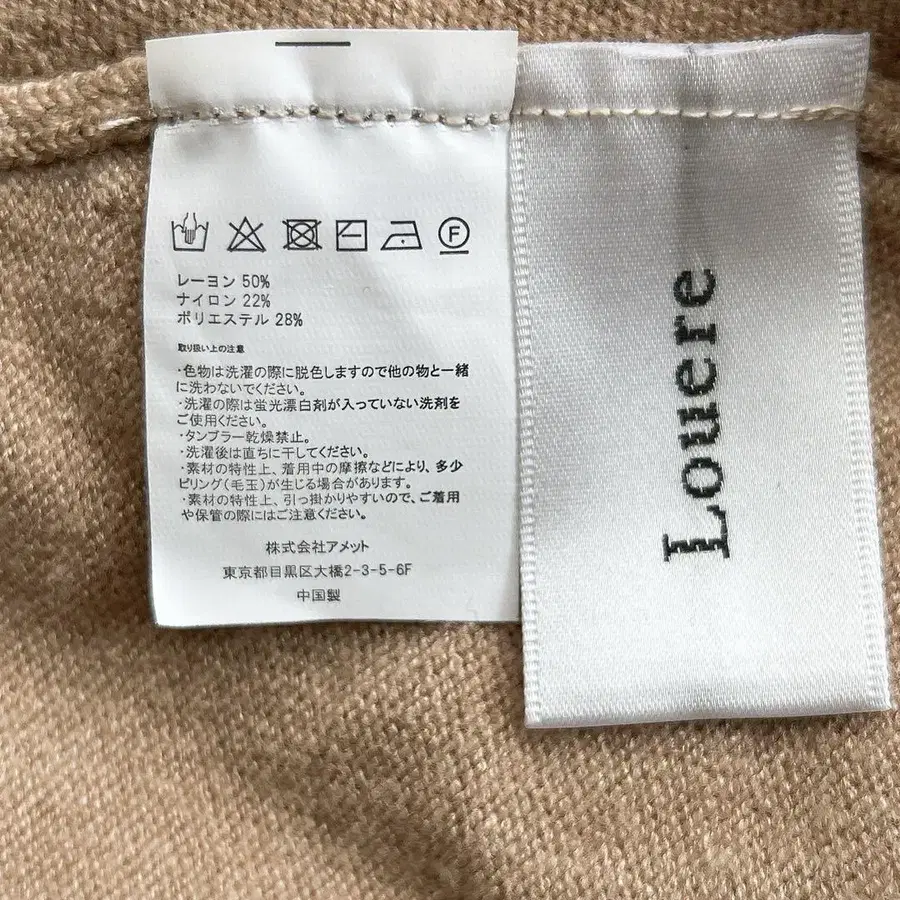 F
レーヨン 50%
ナイロン 22%
ポリエステル 28%
取り扱い上の注意
・色物は洗濯の際に脱色しますので他の物と一緒
に洗わないでください。
・洗濯の際は蛍光漂白剤が入っていない洗剤を
ご使用ください。
・タンブラー乾燥禁止。
・洗濯後は直ちに干してください。
・素材の特性上、着用中の摩擦などにより、多少
ピリング(毛玉)が生じる場合があります。
・素材の特性上、引っ掛かりやすいので、ご着用
や保管の際にはご注意ください。
株式会社アメット
東京都目黒区大橋2-3-5-6F
中国製
Louere